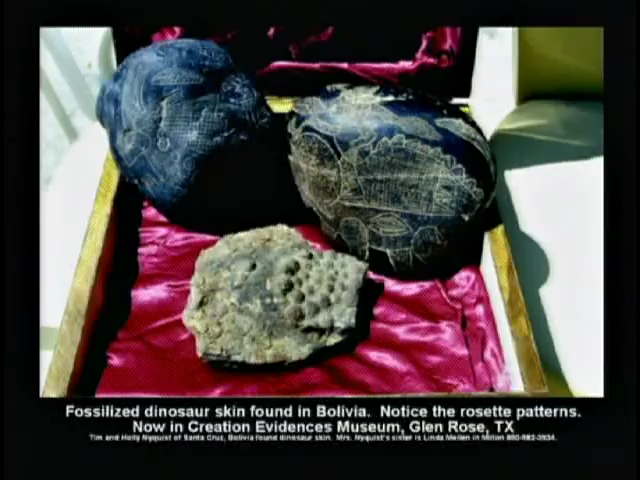 Fossilized dinosaur skin found in Bolivia. Notice the rosette patterns.
Now in Creation Evidences Museum, Glen Rose, TX
Tim and Holly Nyquist of Santa Cruz, Bolivia found dinosaur skin. Mrs. Nyquist's sister is Linda Mellen in Millon